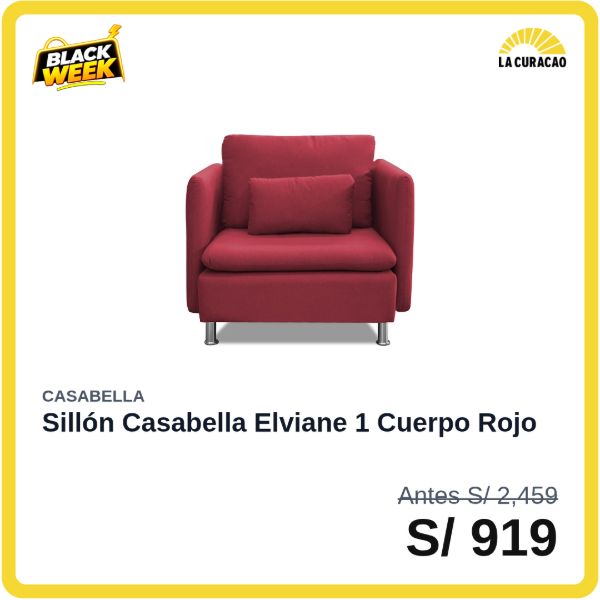 BLACK
WEEK
LA CURACAO
CASABELLA
Sillón Casabella Elviane 1 Cuerpo Rojo
Antes S/ 2,459
S/ 919